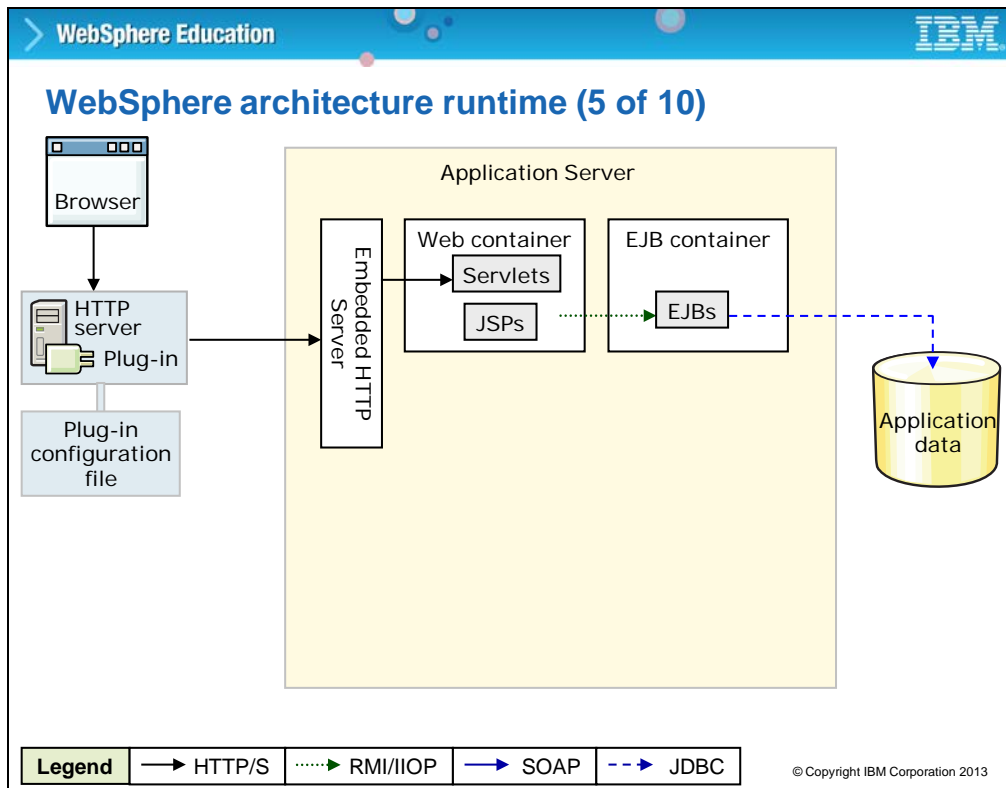 WebSphere Education
IBM.
WebSphere architecture runtime (5 of 10)
Browser
HTTP
server
Plug-in
Plug-in
configuration
file
Application Server
Embedded HTTP
Server
Web container
Servlets
JSPs
EJB container
EJBs
Application
data
Legend
HTTP/S
RMI/IIOP
SOAP
JDBC
© Copyright IBM Corporation 2013